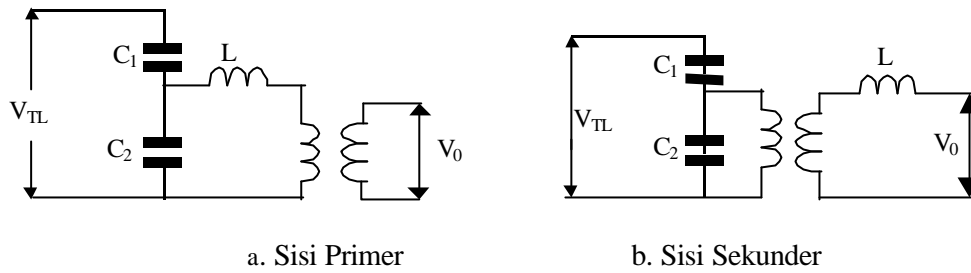 C1
L
VTL
C2
V0
C1
L
VTL
C2
V0
a. Sisi Primer
b. Sisi Sekunder